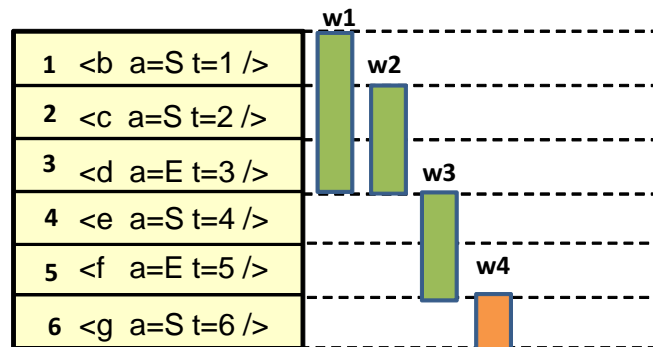 w1
1 <b a=S t=1 />
w2
2 <c a=S t=2 />
3 <d a=E t=3 />
w3
4 <e a=S t=4 />
5 <f a=E t=5 />
w4
6 <g a=S t=6 />